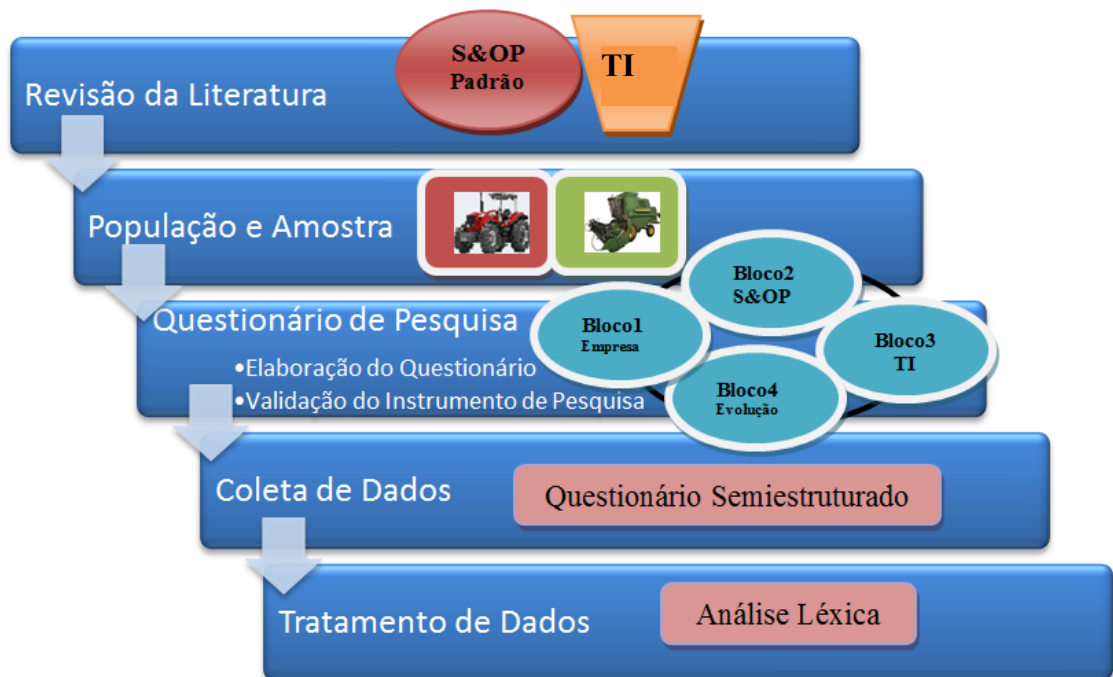 S&OP
Padrão
TI
Revisão da Literatura
População e Amostra
Questionário de Pesquisa
•Elaboração do Questionário
•Validação do Instrumento de Pesquisa
Bloco1
Empresa
Bloco2
S&OP
Bloco3
TI
Bloco4
Evolução
Coleta de Dados
Questionário Semiestruturado
Tratamento de Dados
Análise Léxica